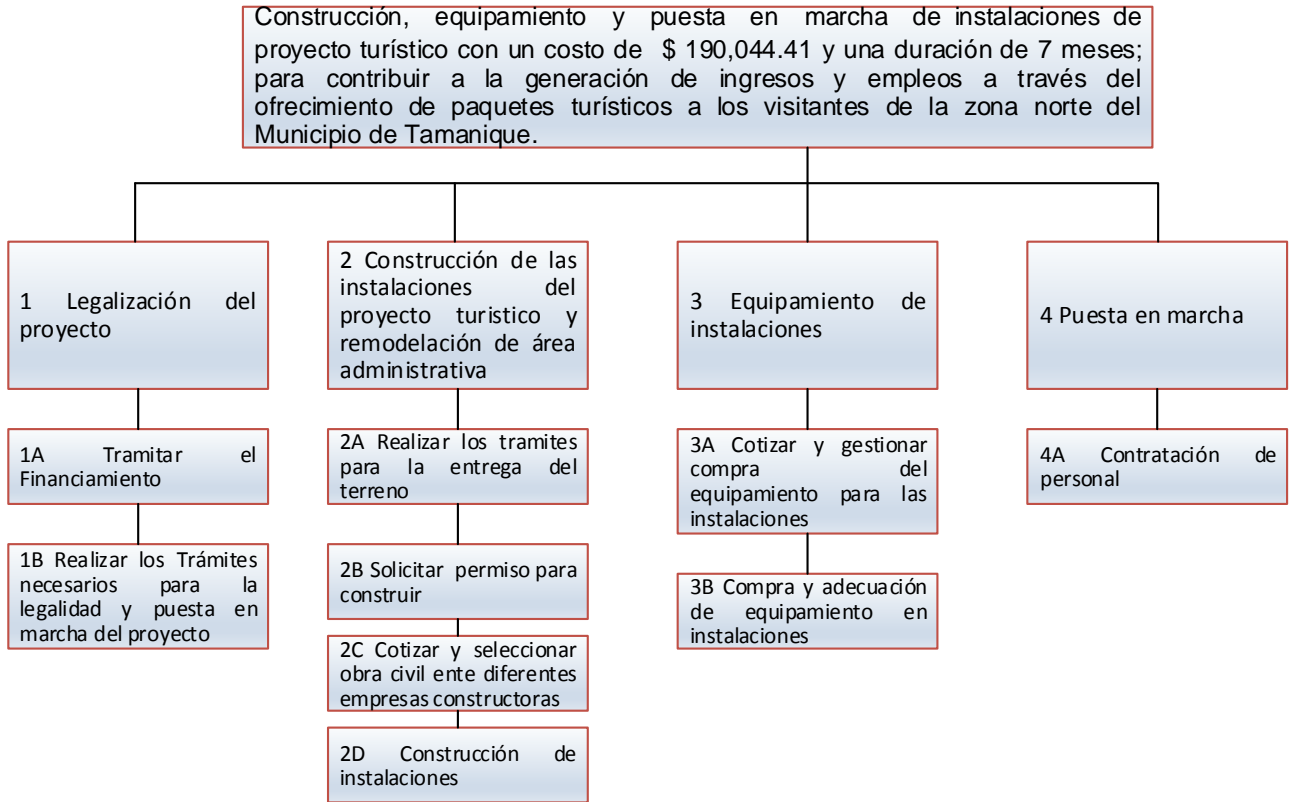 Construcción, equipamiento y puesta en marcha de instalaciones de
proyecto turístico con un costo de $ 190,044.41 y una duración de 7 meses;
para contribuir a la generación de ingresos y empleos a través del
ofrecimiento de paquetes turísticos a los visitantes de la zona norte del
Municipio de Tamanique.
1 Legalización del
proyecto
2 Construcción de las
instalaciones del
proyecto turistico y
remodelación de área
administrativa
3 Equipamiento de
instalaciones
4 Puesta en marcha
1A Tramitar el
Financiamiento
1B Realizar los Trámites
necesarios para la
legalidad y puesta en
marcha del proyecto
2A Realizar los tramites
para la entrega del
terreno
2B Solicitar permiso para
construir
2C Cotizar y seleccionar
obra civil ente diferentes
empresas constructoras
2D Construcción de
instalaciones
3A Cotizar y gestionar
compra del
equipamiento para las
instalaciones
3B Compra y adecuación
de equipamiento en
instalaciones
4A Contratación de
personal